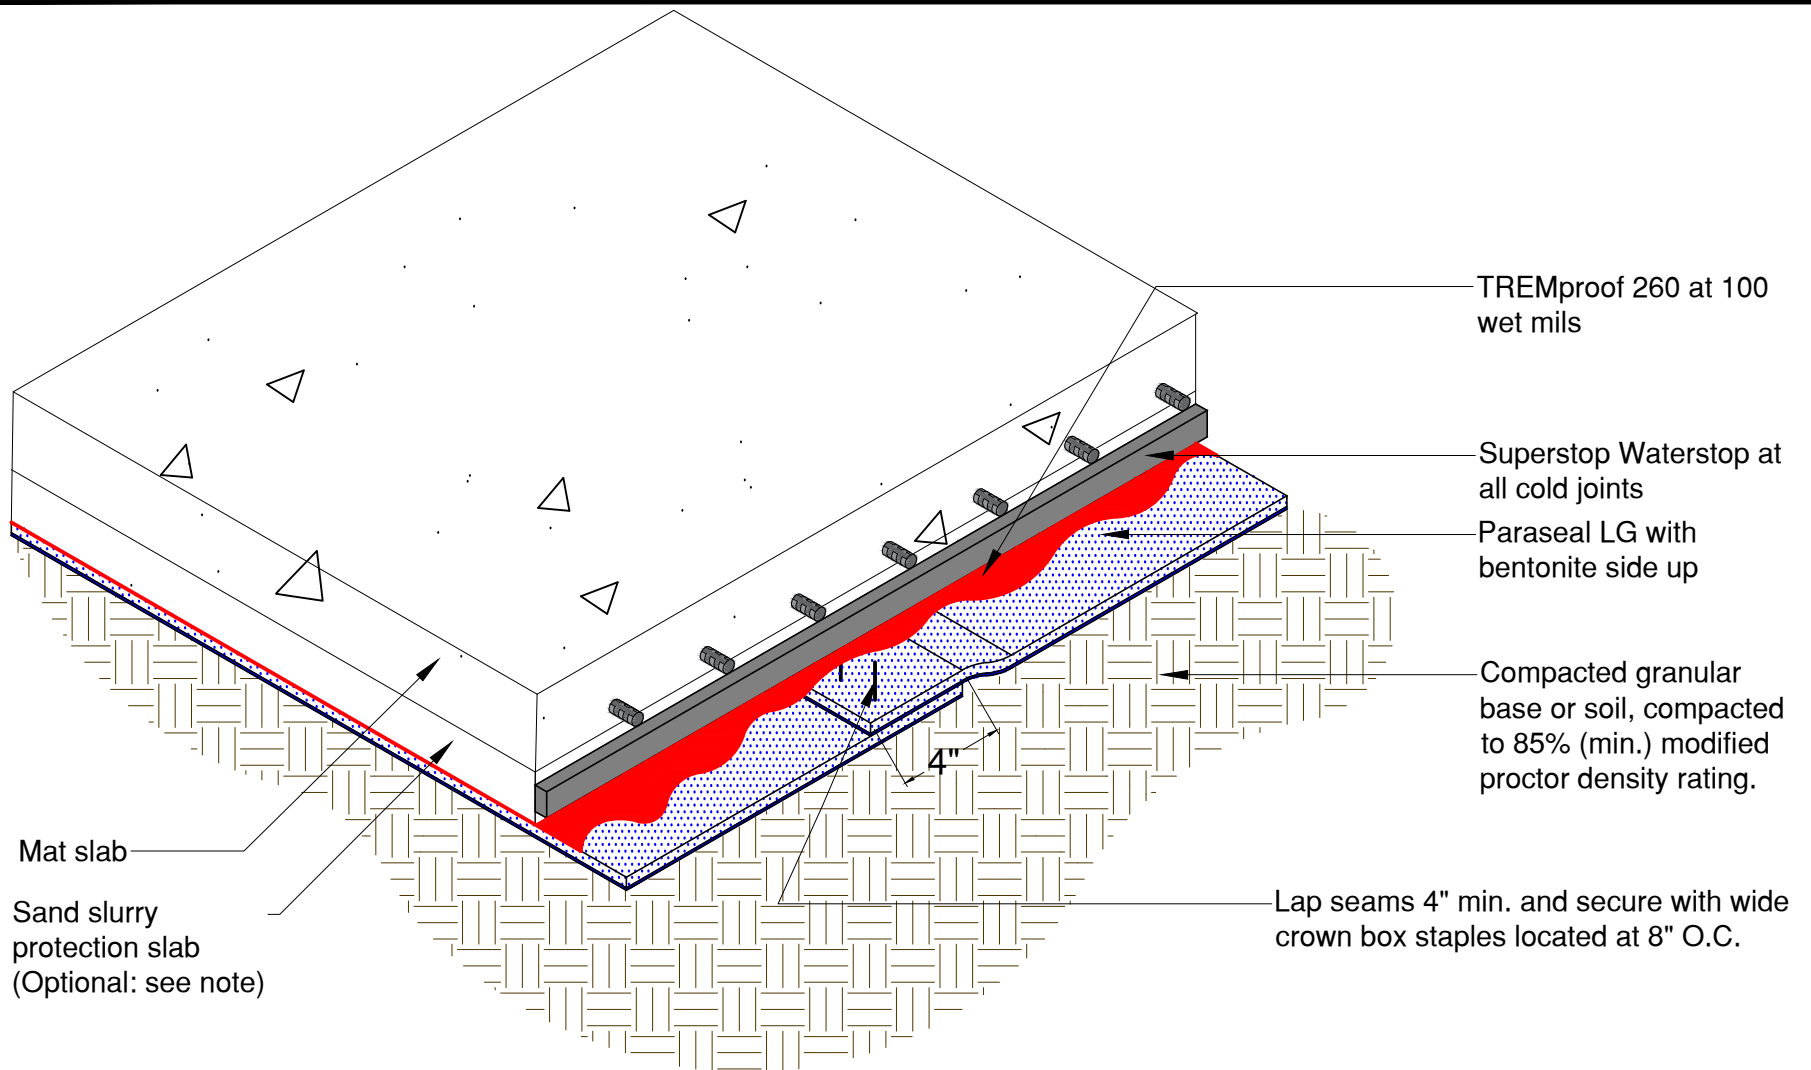 TREMproof 260 at 100
wet mils
Superstop Waterstop at
all cold joints
Paraseal LG with
bentonite side up
Compacted granular
base or soil, compacted
to 85% (min.) modified
proctor density rating.
4"
Mat slab
Sand slurry
protection slab
(Optional: see note)
Lap seams 4" min. and secure with wide
crown box staples located at 8" O.C.